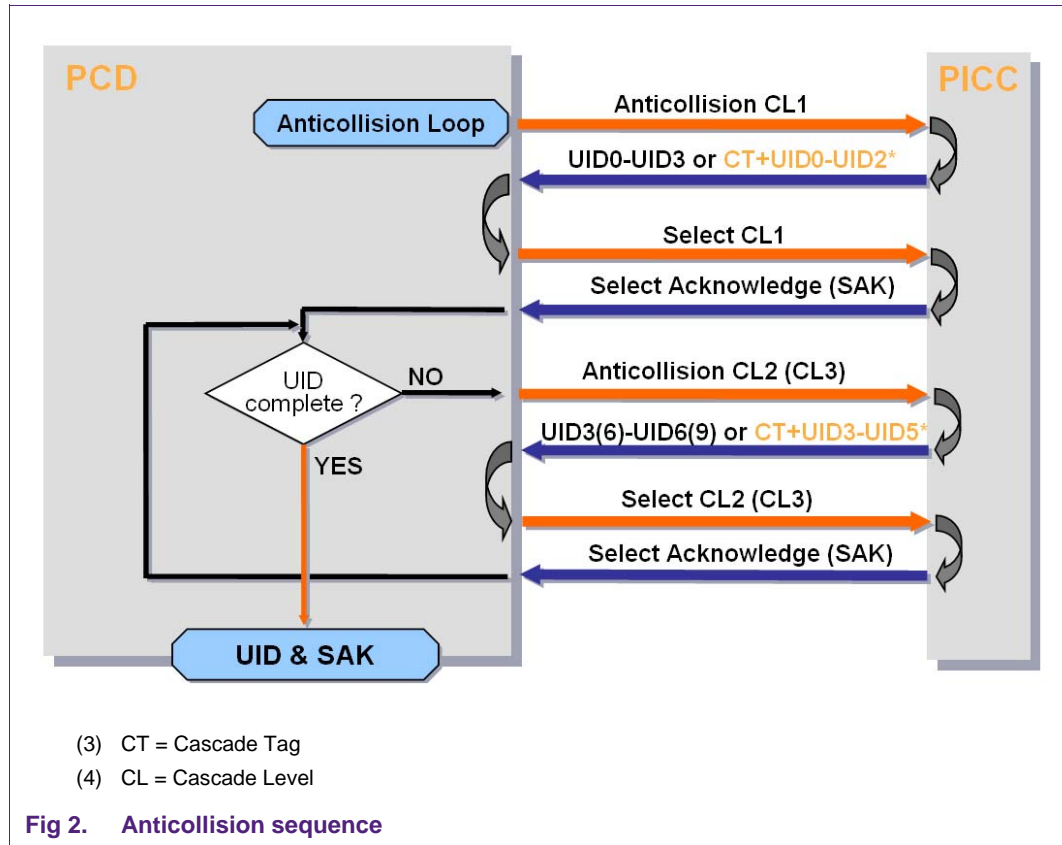 PCD
PICC
Anticollision Loop
Anticollision CL1
UID0-UID3 or CT+UID0-UID2*
Select CL1
Select Acknowledge (SAK)
UID
complete ?
NO
Anticollision CL2 (CL3)
UID3(6)-UID6(9) or CT+UID3-UID5*
YES
Select CL2 (CL3)
Select Acknowledge (SAK)
UID & SAK
(3) CT = Cascade Tag
(4) CL = Cascade Level
Fig 2. Anticollision sequence